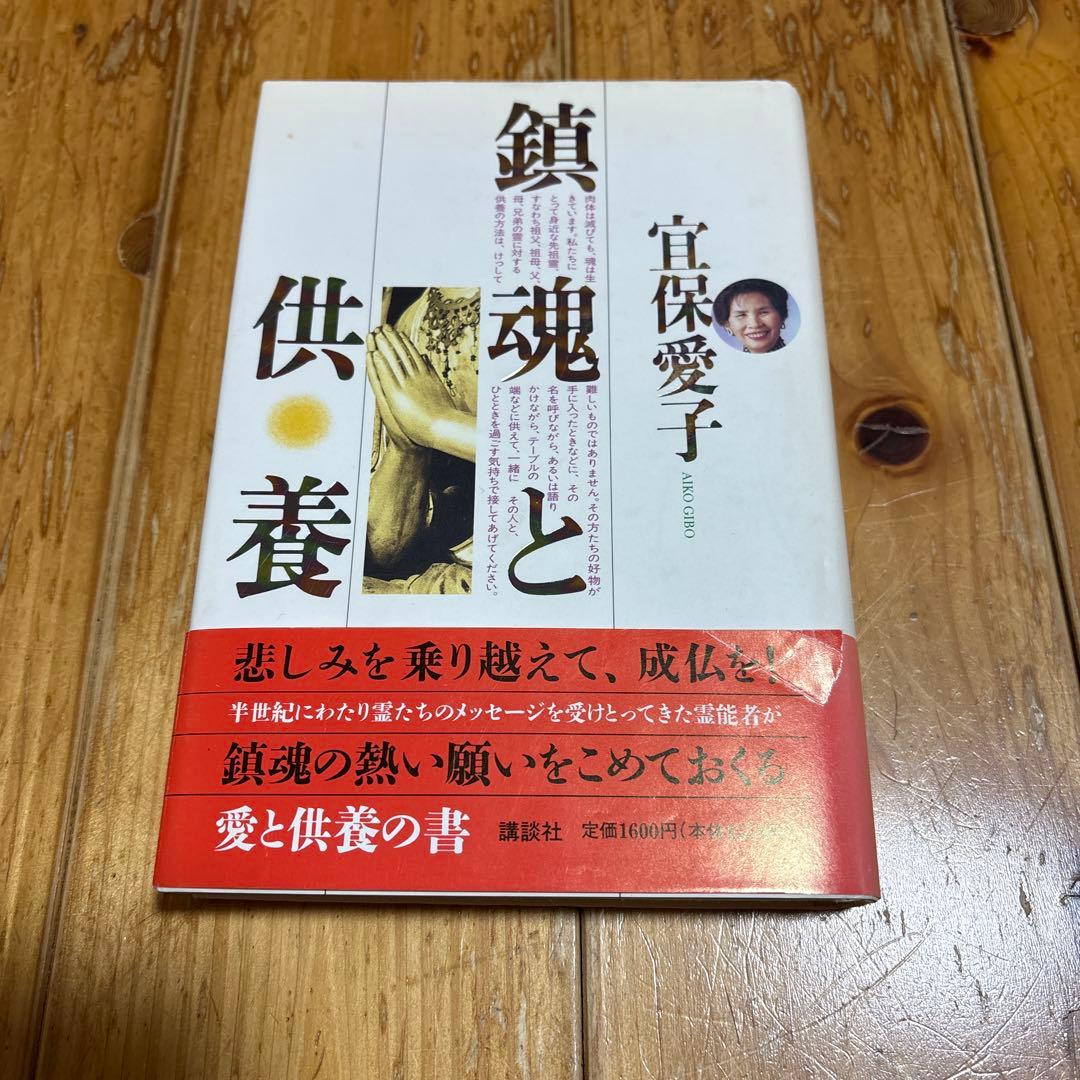 鎮魂と
供養
宜保愛子
AIKO GIBO
肉体は滅びても、魂は生
きています。私たちに
とって身近な先祖霊、
すなわち祖父、祖母、父、
母、兄弟の霊に対する
供養の方法は、けっして
難しいものではありません。その方たちの好物が
手に入ったときなどに、その
名を呼びながら、あるいは語り
かけながら、テーブルの
端などに供えて、一緒に その人と、
ひとときを過ごす気持ちで接してあげてください。
悲しみを乗り越えて、成仏を!
半世紀にわたり霊たちのメッセージを受けとってきた霊能者が
鎮魂の熱い願いをこめておくる
愛と供養の書 講談社 定価1600円(本体